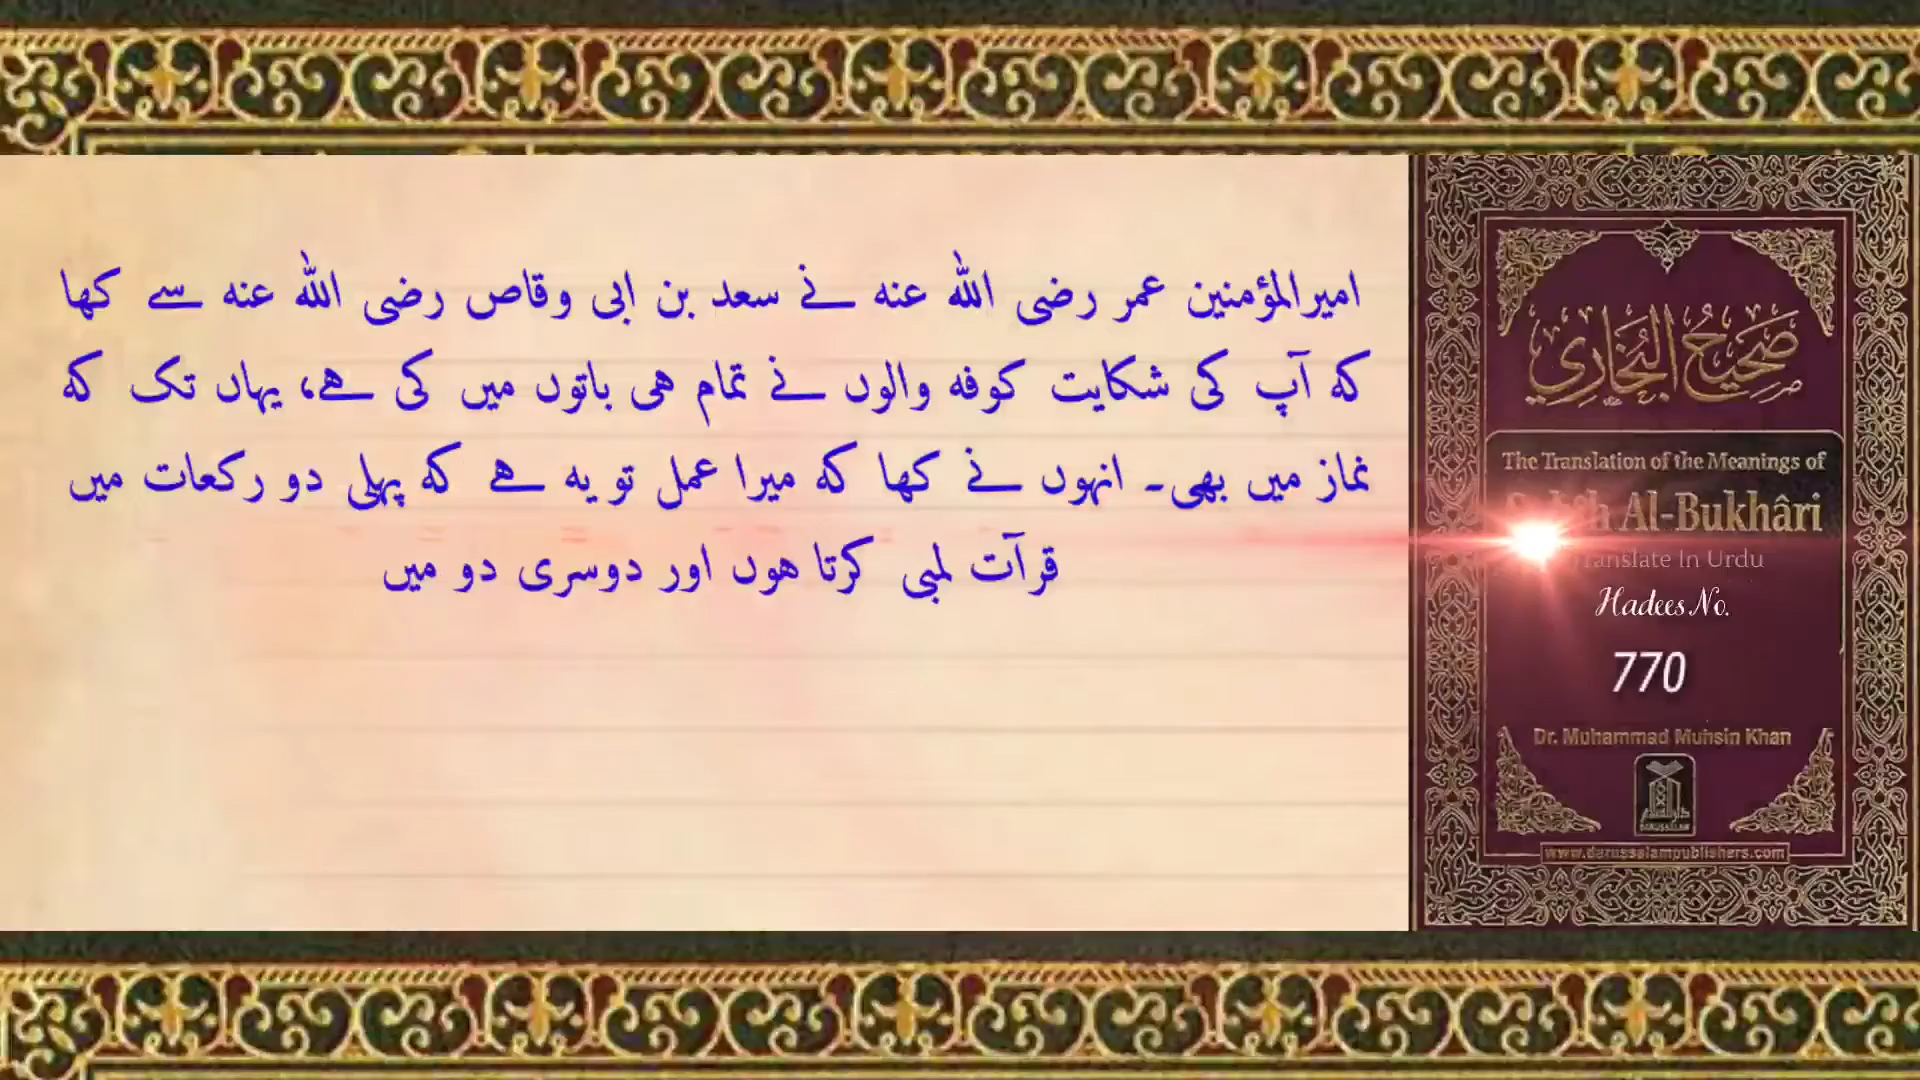 امیرالمؤمنین عمر رضی اللہ عنہ نے سعد بن ابی وقاص رضی اللہ عنہ سے کہا
کہ آپ کی شکایت کوفہ والوں نے تمام ہی باتوں میں کی ہے، یہاں تک کہ
نماز میں بھی۔ انہوں نے کہا کہ میرا عمل تو یہ ہے کہ پہلی دو رکعات میں
قرآت لمبی کرتا ہوں اور دوسری دو میں
صَحِيحُ البُخَارِي
The Translation of the Meanings of
Al-Bukhâri
Translate In Urdu
Hadees No.
770
Dr. Muhammad Muhsin Khan
www.darussalampublishers.com